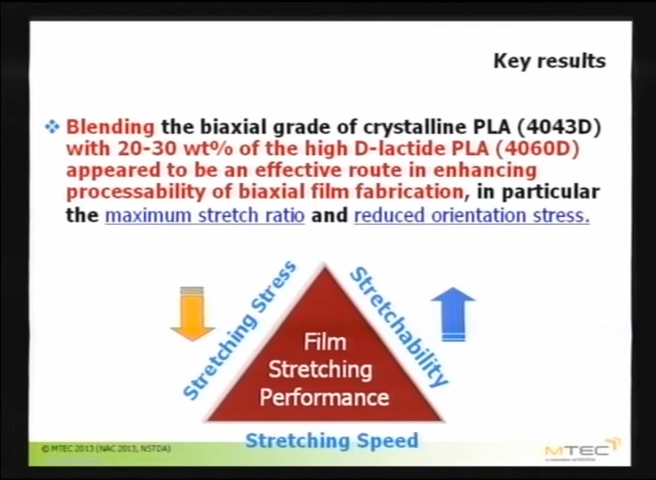 Key results
❖ Blending the biaxial grade of crystalline PLA (4043D)
with 20-30 wt% of the high D-lactide PLA (4060D)
appeared to be an effective route in enhancing
processability of biaxial film fabrication, in particular
the maximum stretch ratio and reduced orientation stress.
Stretching Stress
Stretchability
Film
Stretching
Performance
Stretching Speed
© MTEC 2013 (NAC 2013, NSTDA)
MTEC
a member of NSTDA